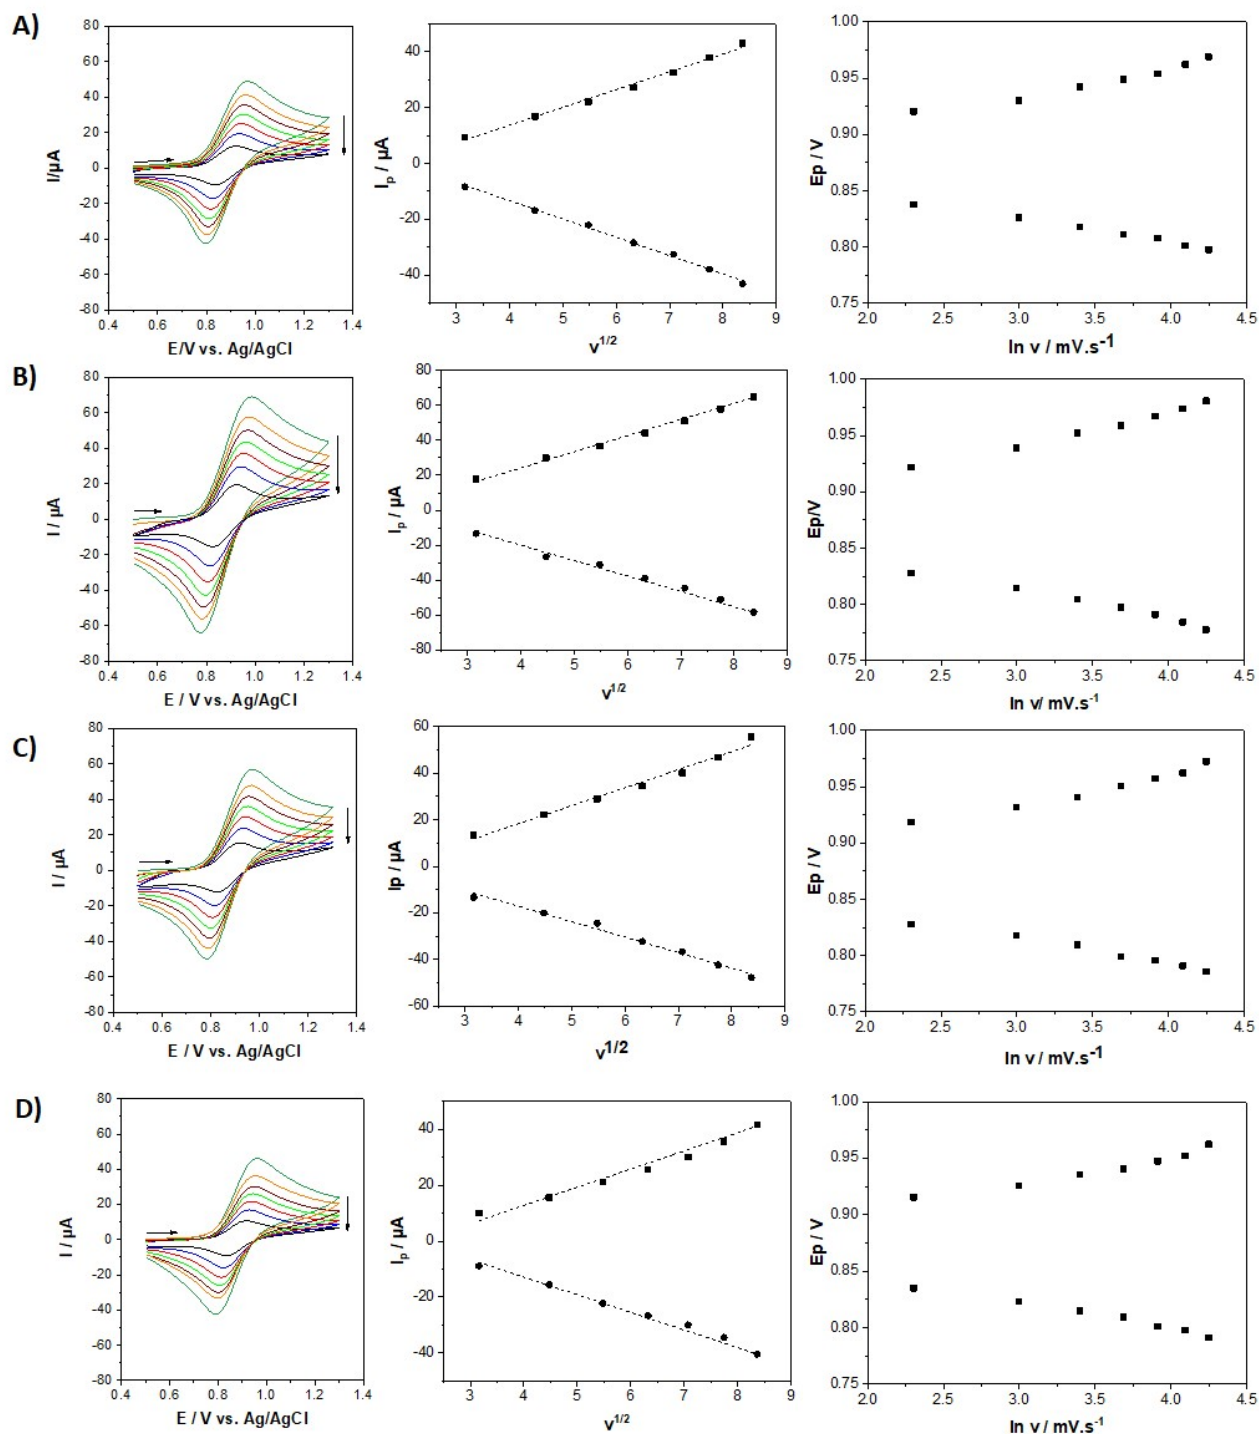 A)
80
60
40
20
0
-20
-40
-60
-80
I/µA
0.4 0.6 0.8 1.0 1.2 1.4
E/V vs. Ag/AgCl
40
20
0
-20
-40
Ip / µA
3 4 5 6 7 8 9
v1/2
1.00
0.95
0.90
0.85
0.80
0.75
Ep / V
2.0 2.5 3.0 3.5 4.0 4.5
ln v / mV.s-1
B)
80
60
40
20
0
-20
-40
-60
-80
I / µA
0.4 0.6 0.8 1.0 1.2 1.4
E / V vs. Ag/AgCl
80
60
40
20
0
-20
-40
-60
-80
Ip / µA
3 4 5 6 7 8 9
v1/2
1.00
0.95
0.90
0.85
0.80
0.75
Ep/V
2.0 2.5 3.0 3.5 4.0 4.5
ln v/ mV.s-1
C)
80
60
40
20
0
-20
-40
-60
-80
I / µA
0.4 0.6 0.8 1.0 1.2 1.4
E / V vs. Ag/AgCl
60
40
20
0
-20
-40
-60
Ip / µA
3 4 5 6 7 8 9
v1/2
1.00
0.95
0.90
0.85
0.80
0.75
Ep / V
2.0 2.5 3.0 3.5 4.0 4.5
ln v / mV.s-1
D)
80
60
40
20
0
-20
-40
-60
-80
I / µA
0.4 0.6 0.8 1.0 1.2 1.4
E / V vs. Ag/AgCl
40
20
0
-20
-40
Ip / µA
3 4 5 6 7 8 9
v1/2
1.00
0.95
0.90
0.85
0.80
0.75
Ep / V
2.0 2.5 3.0 3.5 4.0 4.5
ln v / mV.s-1